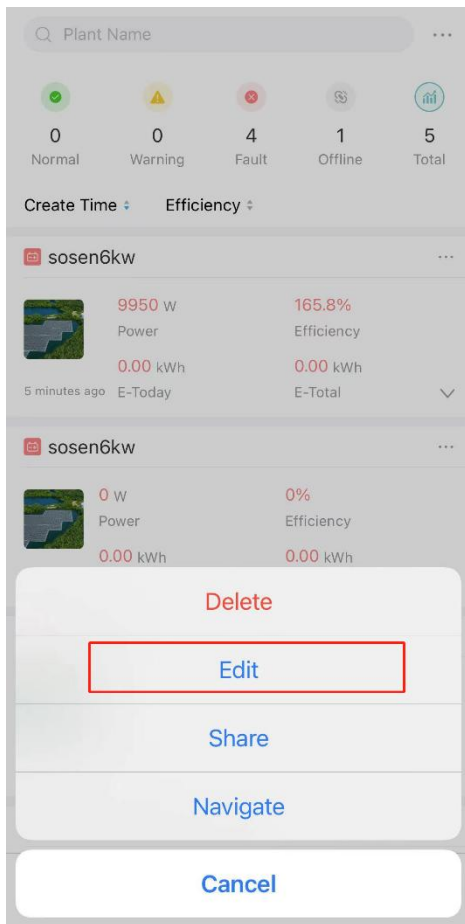 Plant Name
0 0 4 1 5
Normal Warning Fault Offline Total
Create Time Efficiency
sosen6kw
9950 W 165.8%
Power Efficiency
0.00 kWh 0.00 kWh
5 minutes ago E-Today E-Total
sosen6kw
0 W 0%
Power Efficiency
0.00 kWh 0.00 kWh
Delete
Edit
Share
Navigate
Cancel